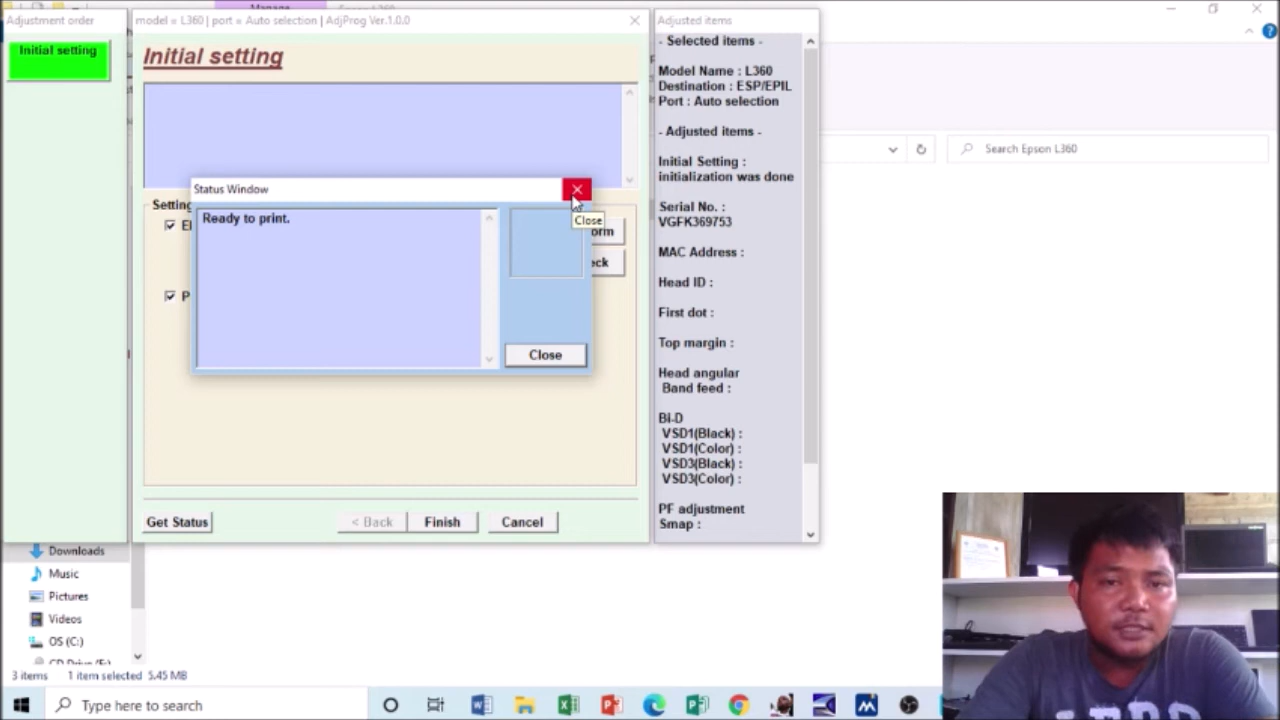 Manage
Adjustment order
Initial setting
model = L360 | port = Auto selection | AdjProg Ver.1.0.0
Initial setting
Status Window
Ready to print.
Close
Close
Setting
El
P
orm
eck
Get Status
< Back
Finish
Cancel
Adjusted items
- Selected items -
Model Name : L360
Destination : ESP/EPIL
Port : Auto selection
- Adjusted items -
Initial Setting :
initialization was done
Serial No. :
VGFK369753
MAC Address :
Head ID :
First dot :
Top margin :
Head angular
Band feed :
BI-D
VSD1(Black) :
VSD1(Color) :
VSD3(Black) :
VSD3(Color) :
PF adjustment
Smap :
Search Epson L360
Downloads
Music
Pictures
Videos
OS (C:)
3 items
1 item selected 5.45 MB
Type here to search